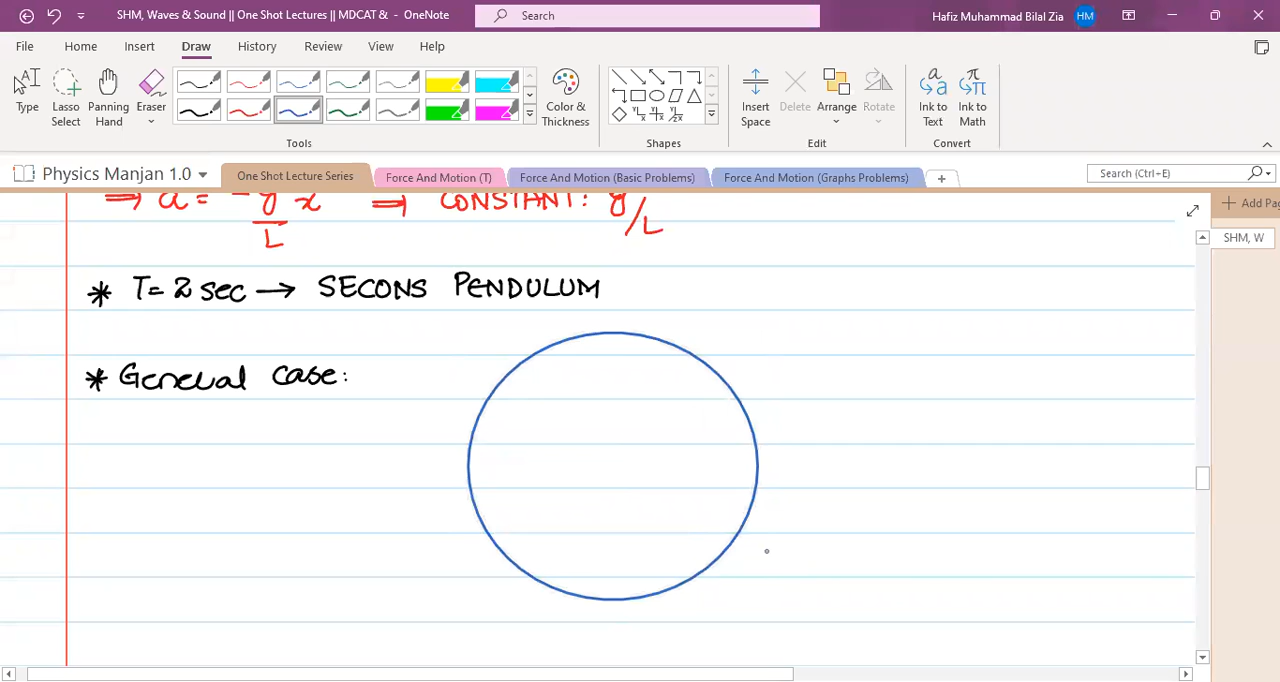 SHM, Waves & Sound || One Shot Lectures || MDCAT & - OneNote
Search
Hafiz Muhammad Bilal Zia HM
File Home Insert Draw View History Review View Help
Type Lasso Select Panning Hand Eraser Color & Thickness Insert Space Delete Arrange Rotate Ink to Text Ink to Math
Tools Shapes Edit Convert
Physics Manjan 1.0 One Shot Lecture Series Force And Motion (T) Force And Motion (Basic Problems) Force And Motion (Graphs Problems) Search (Ctrl+E)
Add Pag
SHM, W
⇒ a = -g/L x ⇒ CONSTANT: g/L
* T = 2 sec → SECONS PENDULUM
* General Case: